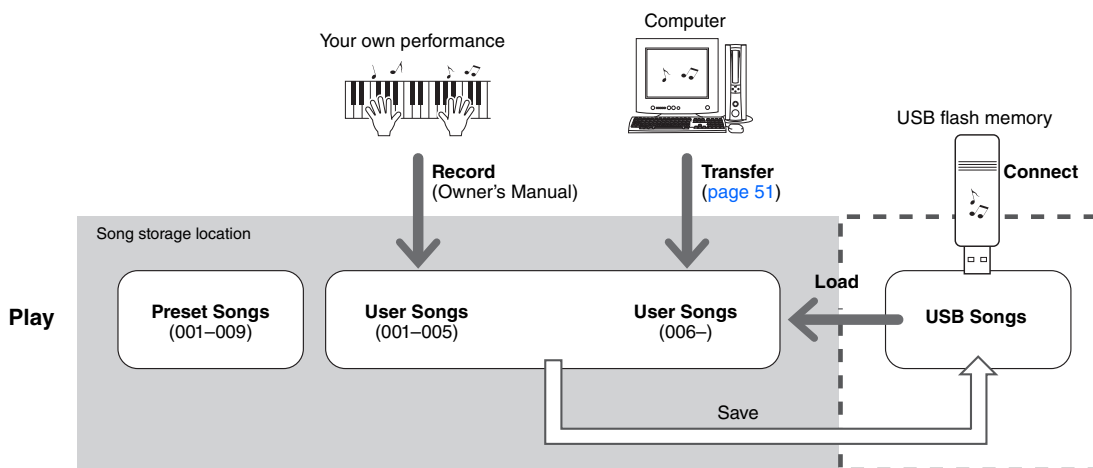 Computer
Your own performance
USB flash memory
Record
(Owner's Manual)
Transfer
(page 51)
Connect
Song storage location
Load
Play
Preset Songs
(001–009)
User Songs
(001–005)
User Songs
(006–)
USB Songs
Save